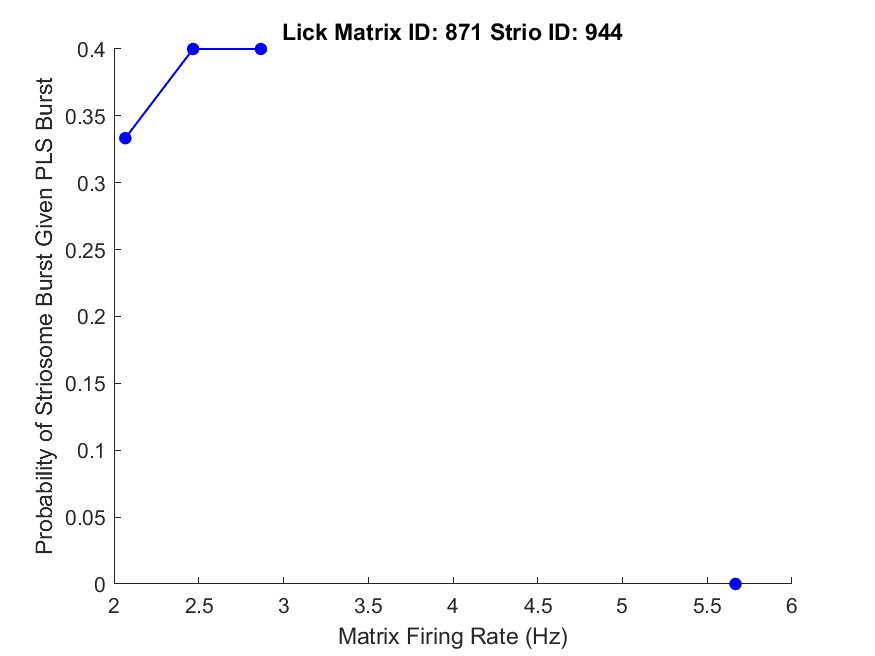 Lick Matrix ID: 871 Strio ID: 944
Probability of Striosome Burst Given PLS Burst
0.4
0.35
0.3
0.25
0.2
0.15
0.1
0.05
0
2 2.5 3 3.5 4 4.5 5 5.5 6
Matrix Firing Rate (Hz)